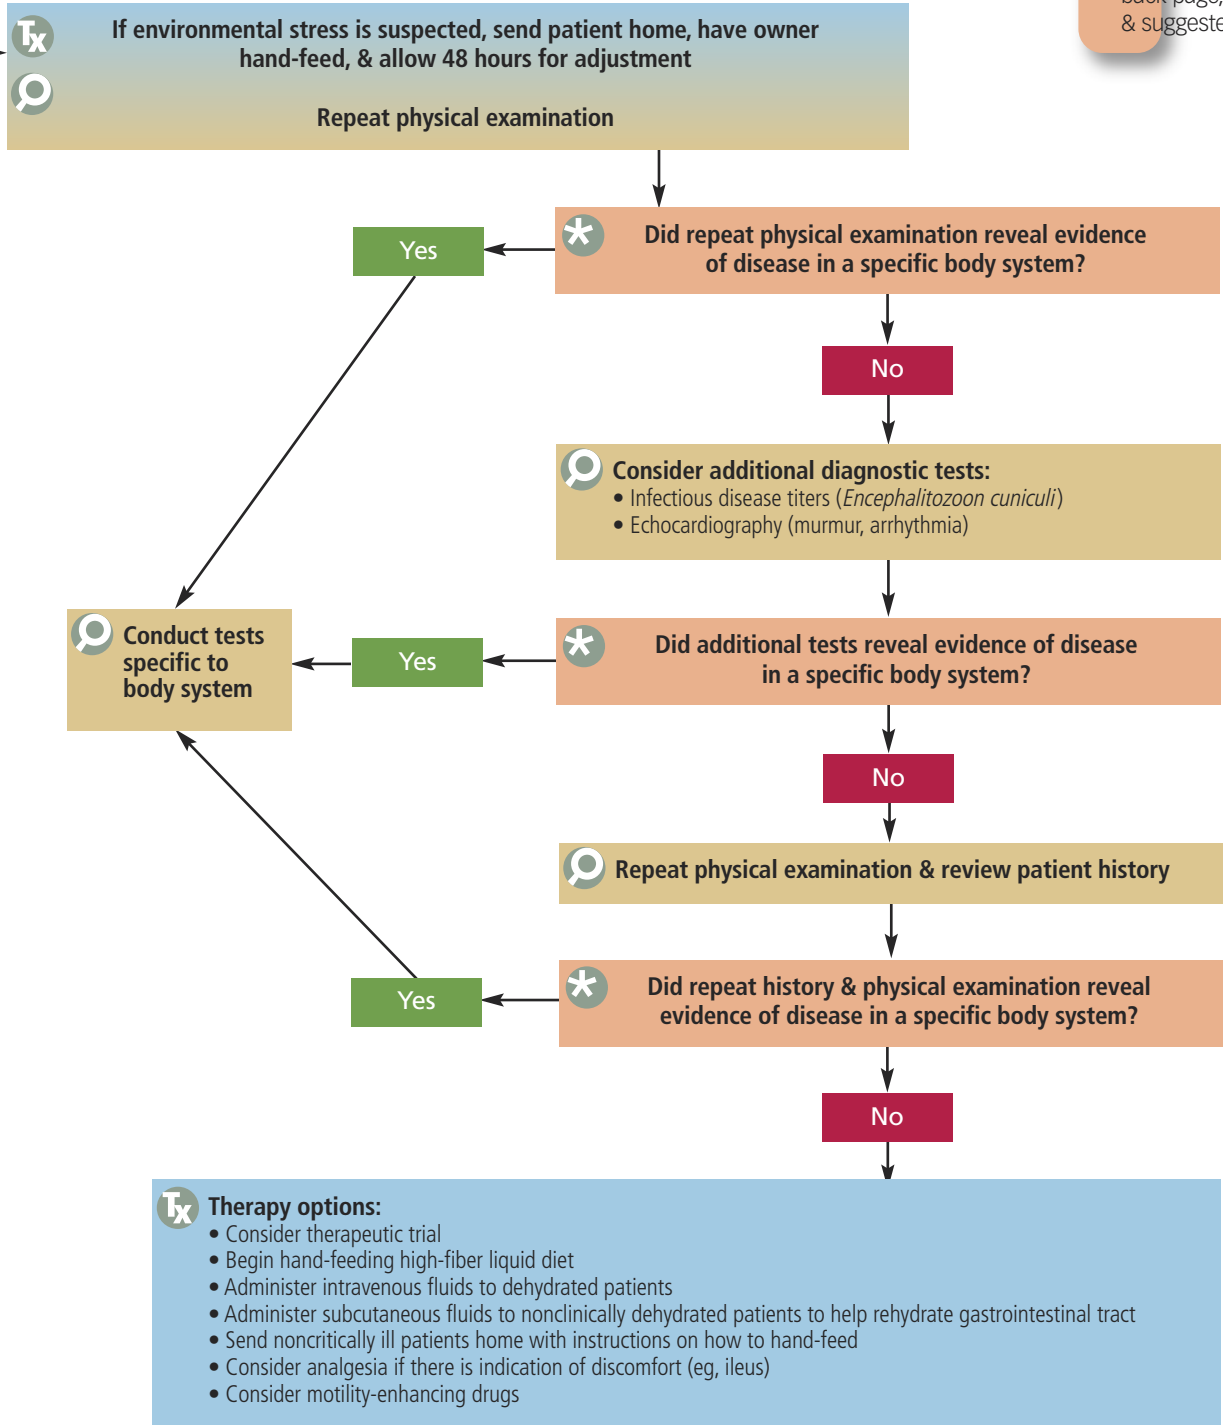 back page,
& suggeste
Tx
If environmental stress is suspected, send patient home, have owner
hand-feed, & allow 48 hours for adjustment
Repeat physical examination
*
Did repeat physical examination reveal evidence
of disease in a specific body system?
Yes
No
Consider additional diagnostic tests:
• Infectious disease titers (Encephalitozoon cuniculi)
• Echocardiography (murmur, arrhythmia)
Conduct tests
specific to
body system
Yes
*
Did additional tests reveal evidence of disease
in a specific body system?
No
Repeat physical examination & review patient history
Yes
*
Did repeat history & physical examination reveal
evidence of disease in a specific body system?
No
Tx
Therapy options:
• Consider therapeutic trial
• Begin hand-feeding high-fiber liquid diet
• Administer intravenous fluids to dehydrated patients
• Administer subcutaneous fluids to nonclinically dehydrated patients to help rehydrate gastrointestinal tract
• Send noncritically ill patients home with instructions on how to hand-feed
• Consider analgesia if there is indication of discomfort (eg, ileus)
• Consider motility-enhancing drugs